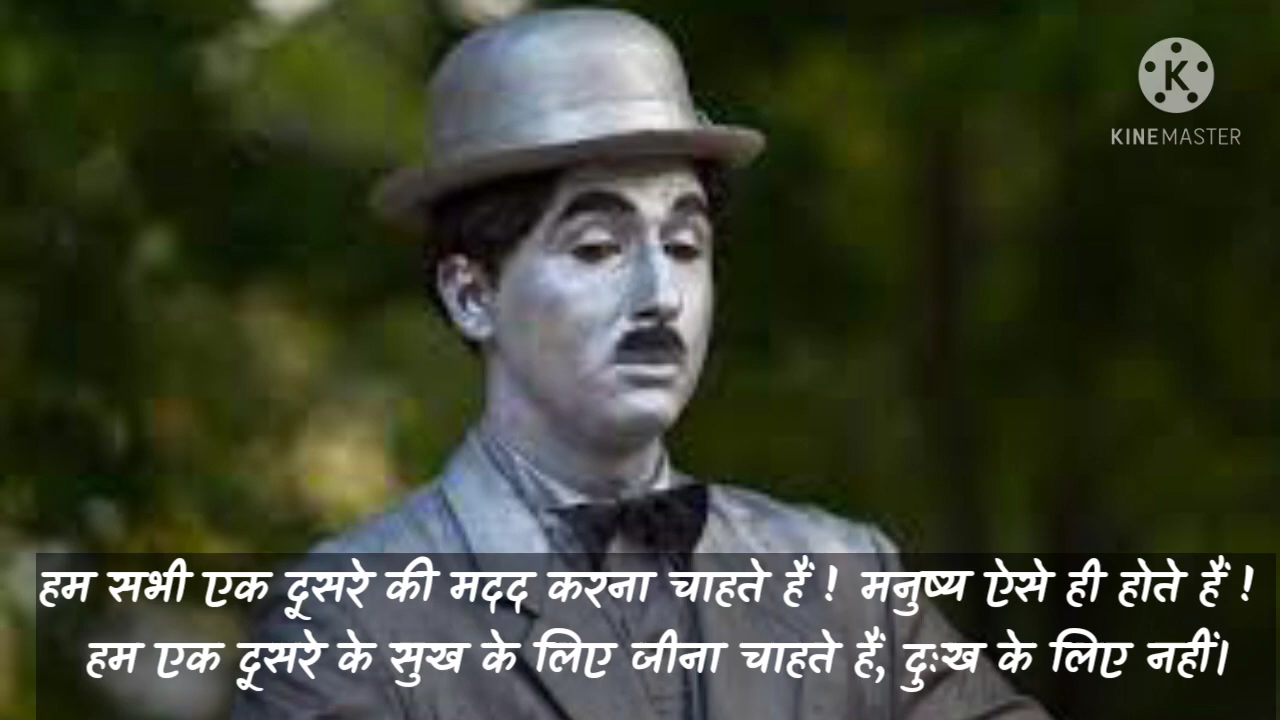 KINEMASTER
हम सभी एक दूसरे की मदद करना चाहते हैं ! मनुष्य ऐसे ही होते हैं !
हम एक दूसरे के सुख के लिए जीना चाहते हैं, दुःख के लिए नहीं।